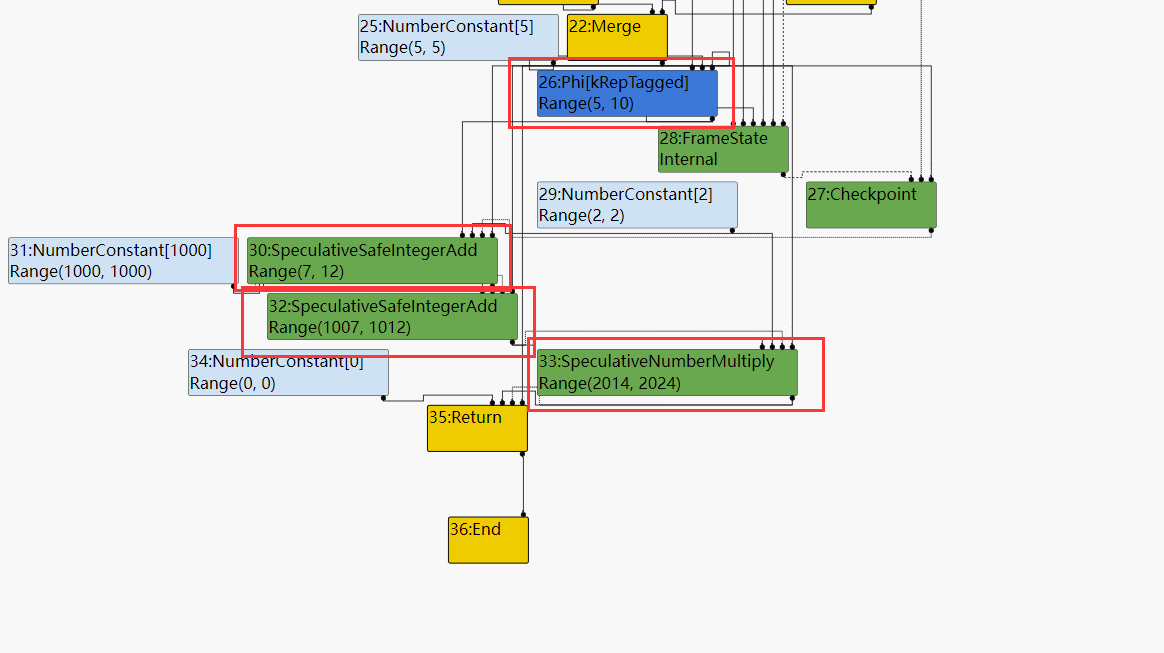 25:NumberConstant[5]
Range(5, 5)
22:Merge
26:Phi[kRepTagged]
Range(5, 10)
28:FrameState
Internal
29:NumberConstant[2]
Range(2, 2)
27:Checkpoint
31:NumberConstant[1000]
Range(1000, 1000)
30:SpeculativeSafeIntegerAdd
Range(7, 12)
32:SpeculativeSafeIntegerAdd
Range(1007, 1012)
34:NumberConstant[0]
Range(0, 0)
33:SpeculativeNumberMultiply
Range(2014, 2024)
35:Return
36:End